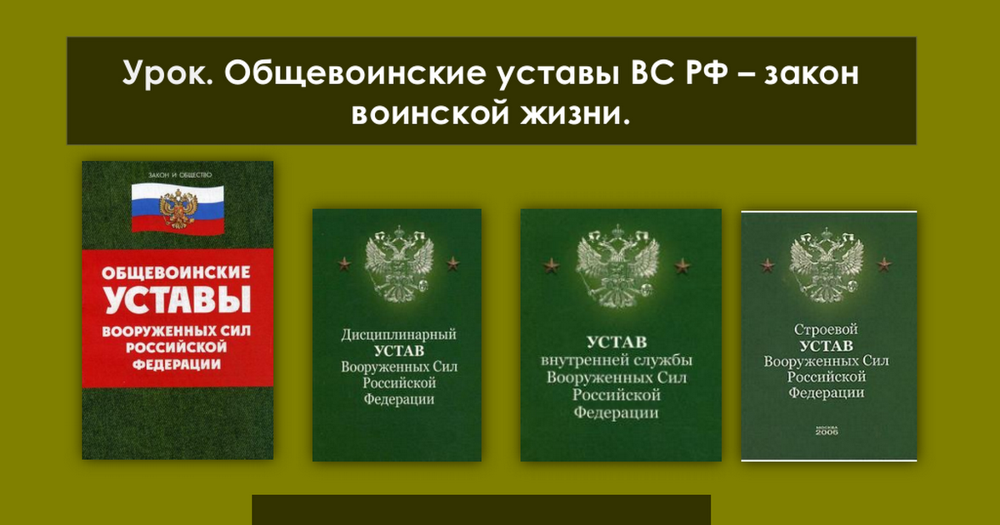 Урок. Общевоинские уставы ВС РФ – закон
воинской жизни.
ЗАКОН И ОБЩЕСТВО
ОБЩЕВОИНСКИЕ
УСТАВЫ
ВООРУЖЕННЫХ СИЛ
РОССИЙСКОЙ
ФЕДЕРАЦИИ
Дисциплинарный
УСТАВ
Вооруженных Сил
Российской
Федерации
УСТАВ
внутренней службы
Вооруженных Сил
Российской
Федерации
Строевой
УСТАВ
Вооруженных Сил
Российской
Федерации
МОСКВА
2006